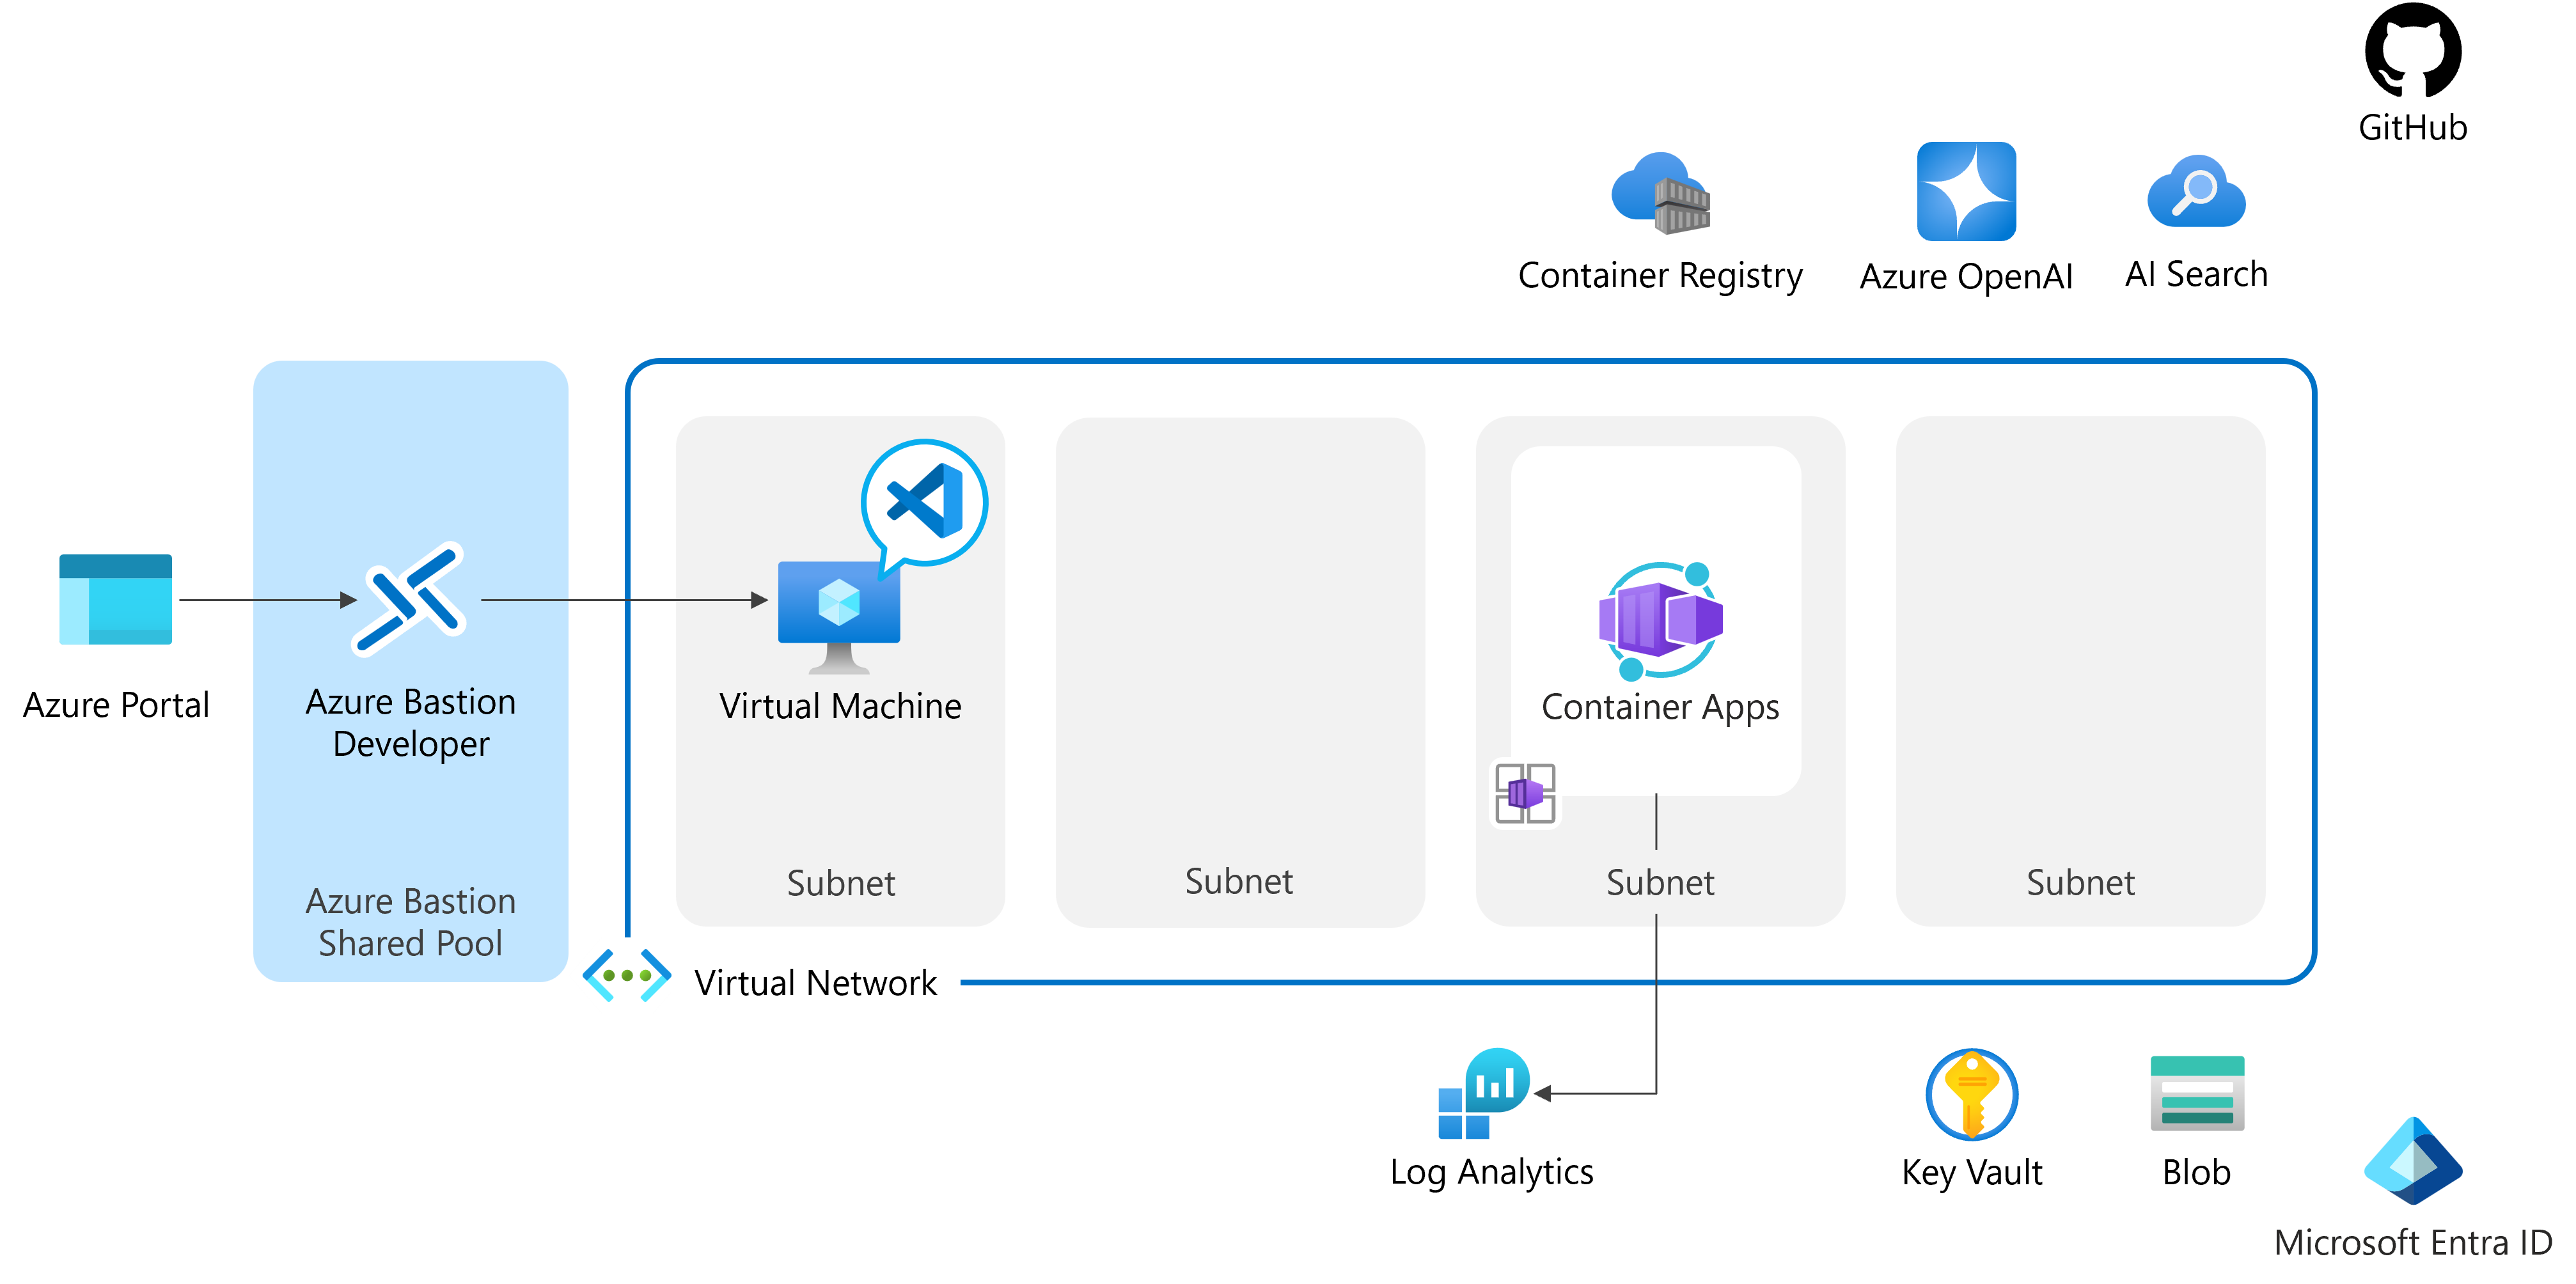 GitHub
Container Registry
Azure OpenAI
AI Search
Azure Portal
Azure Bastion
Developer
Azure Bastion
Shared Pool
Virtual Machine
Subnet
Subnet
Container Apps
Subnet
Subnet
Virtual Network
Log Analytics
Key Vault
Blob
Microsoft Entra ID